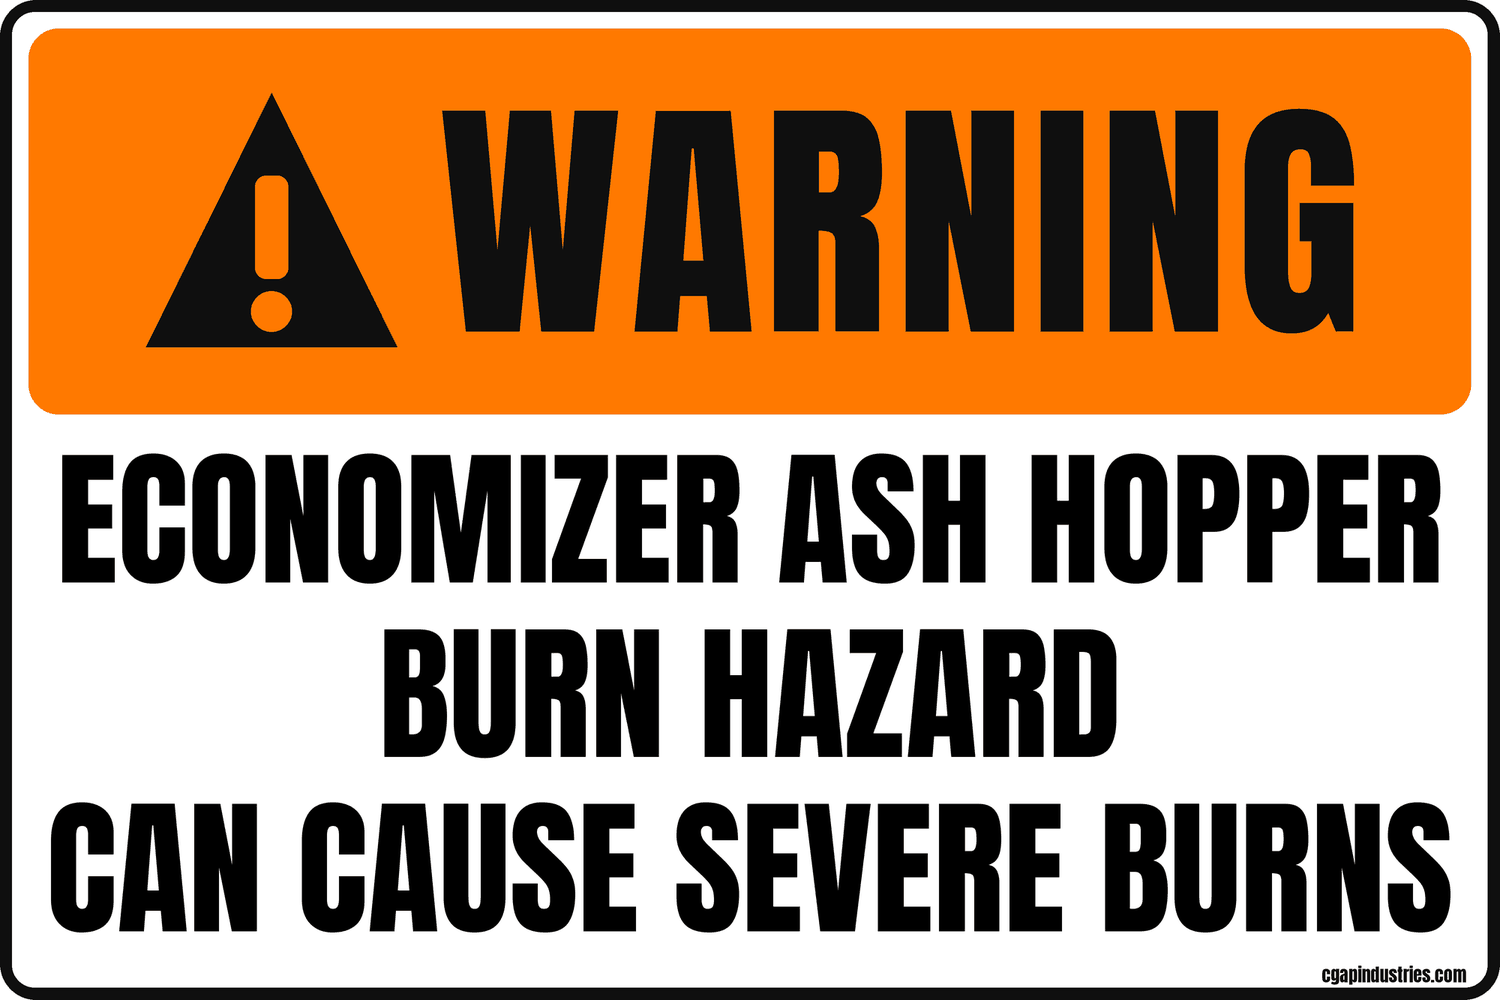 WARNING
ECONOMIZER ASH HOPPER
BURN HAZARD
CAN CAUSE SEVERE BURNS
cgapindustries.com